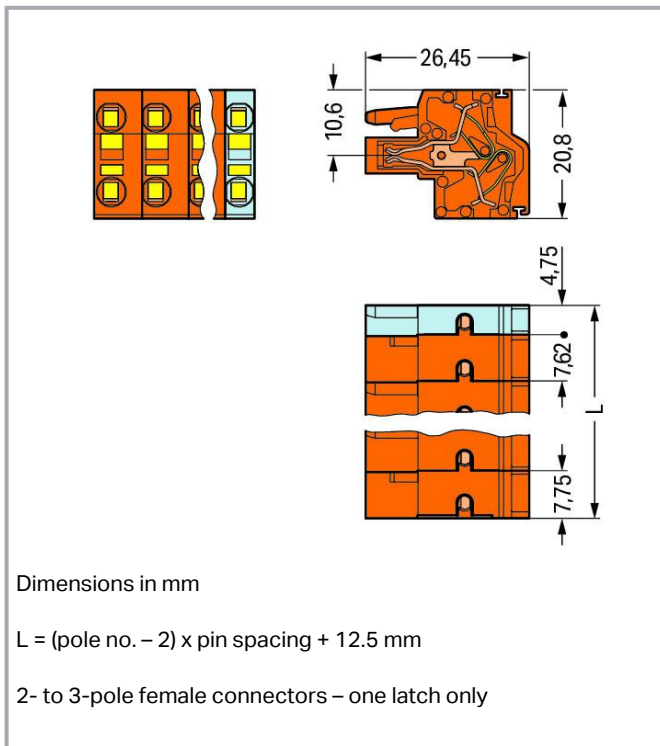 26,45
10,6
20,8
4,75
7,62
L
7,75
Dimensions in mm
L = (pole no. – 2) x pin spacing + 12.5 mm
2- to 3-pole female connectors – one latch only